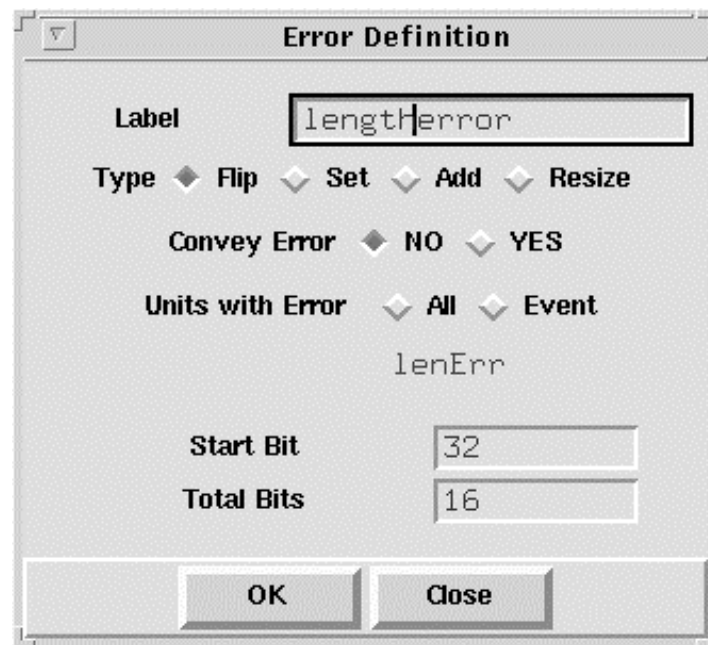 Error Definition
Label lengtherror
Type Flip Set Add Resize
Convey Error NO YES
Units with Error All Event
lenErr
Start Bit 32
Total Bits 16
OK Close